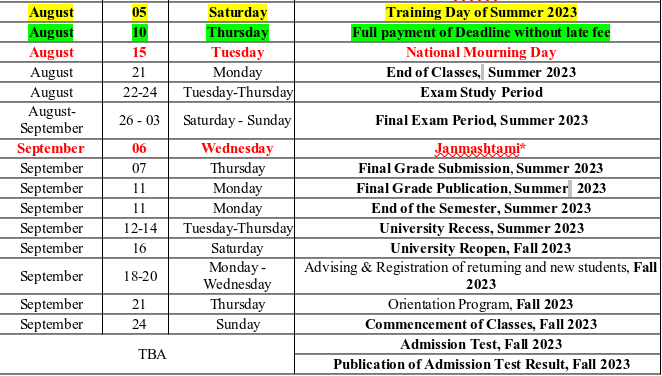 August 05 Saturday Training Day of Summer 2023
August 10 Thursday Full payment of Deadline without late fee
August 15 Tuesday National Mourning Day
August 21 Monday End of Classes, Summer 2023
August 22-24 Tuesday-Thursday Exam Study Period
August-
September 26 - 03 Saturday - Sunday Final Exam Period, Summer 2023
September 06 Wednesday Janmashtami*
September 07 Thursday Final Grade Submission, Summer 2023
September 11 Monday Final Grade Publication, Summer 2023
September 11 Monday End of the Semester, Summer 2023
September 12-14 Tuesday-Thursday University Recess, Summer 2023
September 16 Saturday University Reopen, Fall 2023
September 18-20 Monday -
Wednesday Advising & Registration of returning and new students, Fall
2023
September 21 Thursday Orientation Program, Fall 2023
September 24 Sunday Commencement of Classes, Fall 2023
TBA Admission Test, Fall 2023
Publication of Admission Test Result, Fall 2023